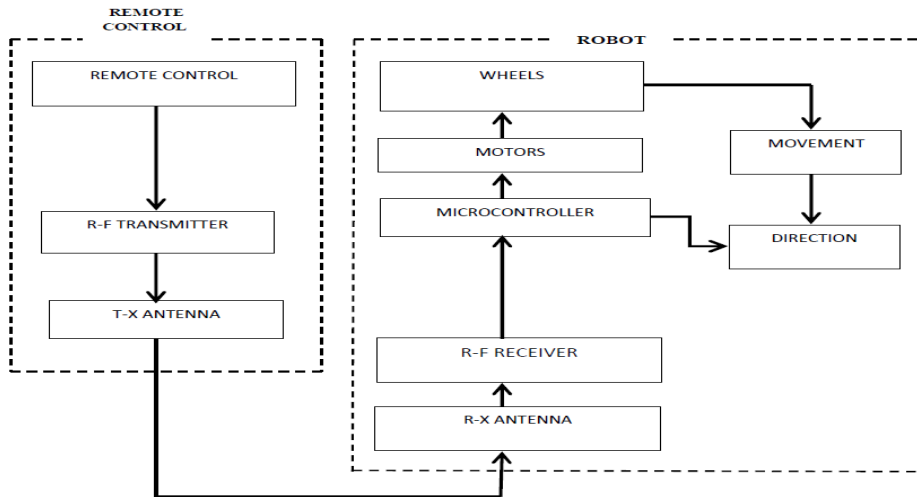 REMOTE
CONTROL
REMOTE CONTROL
R-F TRANSMITTER
T-X ANTENNA
ROBOT
WHEELS
MOTORS
MICROCONTROLLER
R-F RECEIVER
R-X ANTENNA
MOVEMENT
DIRECTION